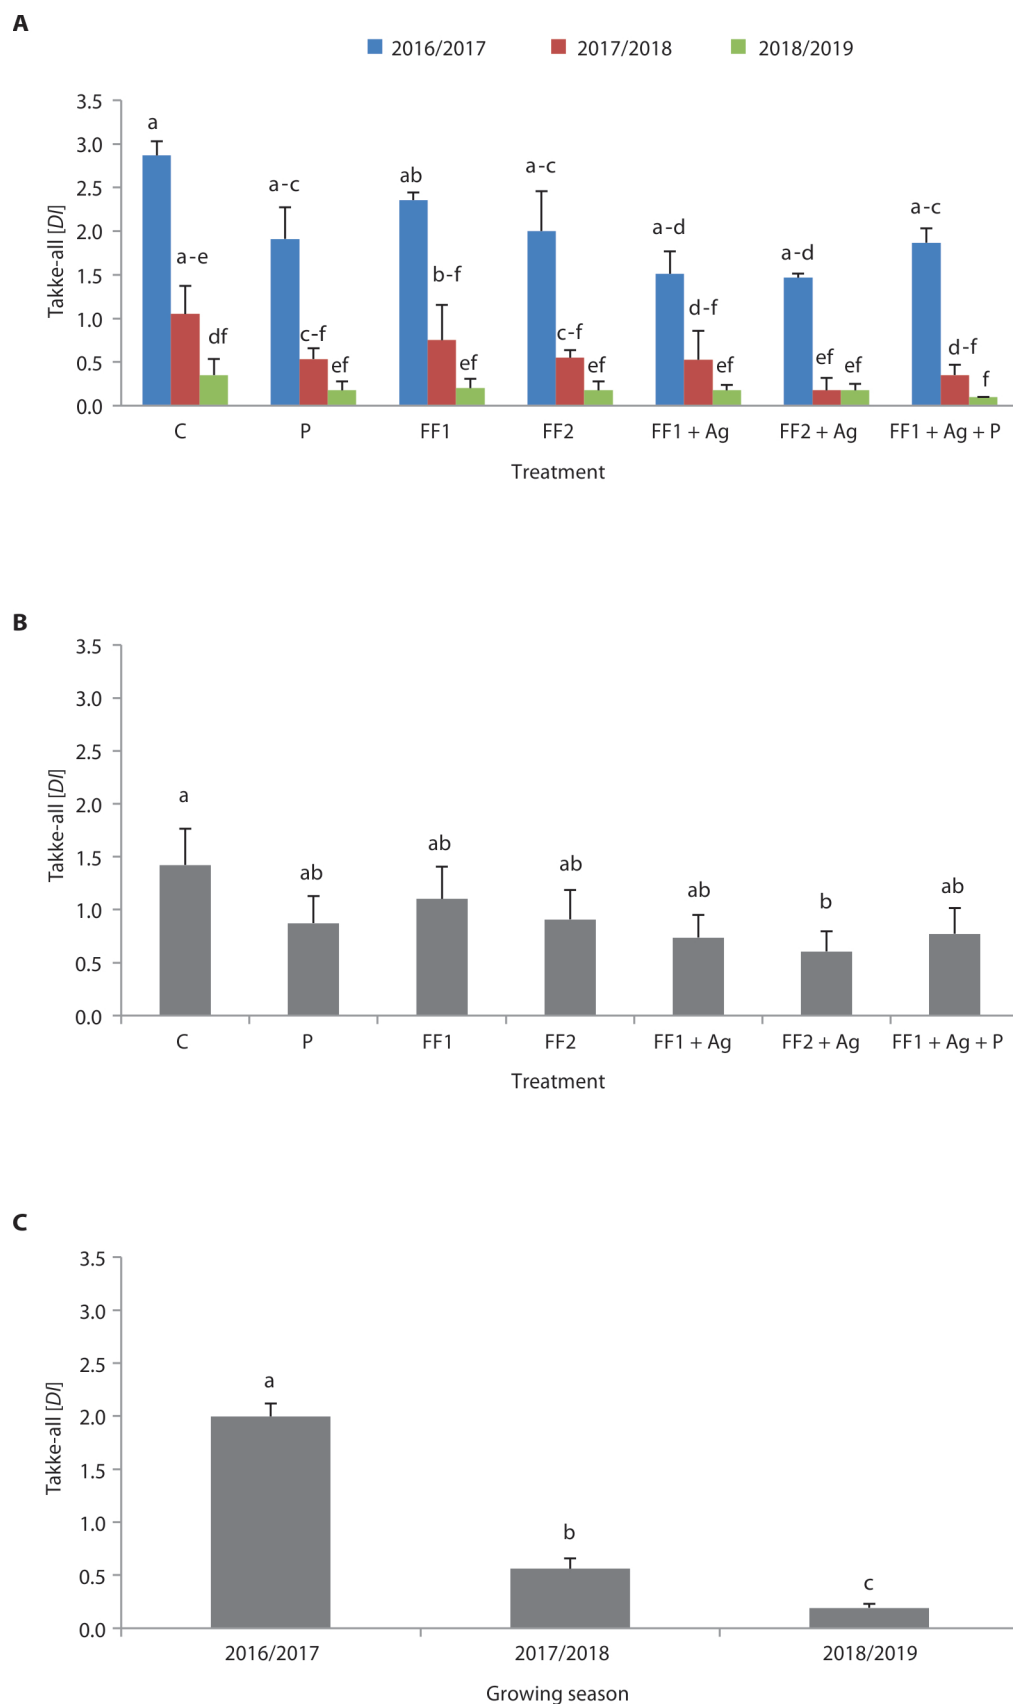 A
2016/2017 2017/2018 2018/2019
Takke-all [DI]
3.5
3.0
2.5
2.0
1.5
1.0
0.5
0.0
a a-e df
a-c c-f ef
ab b-f ef
a-c c-f ef
a-d d-f ef
a-d ef ef
a-c d-f f
C P FF1 FF2 FF1 + Ag FF2 + Ag FF1 + Ag + P
Treatment
B
Takke-all [DI]
3.5
3.0
2.5
2.0
1.5
1.0
0.5
0.0
a ab ab ab ab b ab
C P FF1 FF2 FF1 + Ag FF2 + Ag FF1 + Ag + P
Treatment
C
Takke-all [DI]
3.5
3.0
2.5
2.0
1.5
1.0
0.5
0.0
a b c
2016/2017 2017/2018 2018/2019
Growing season